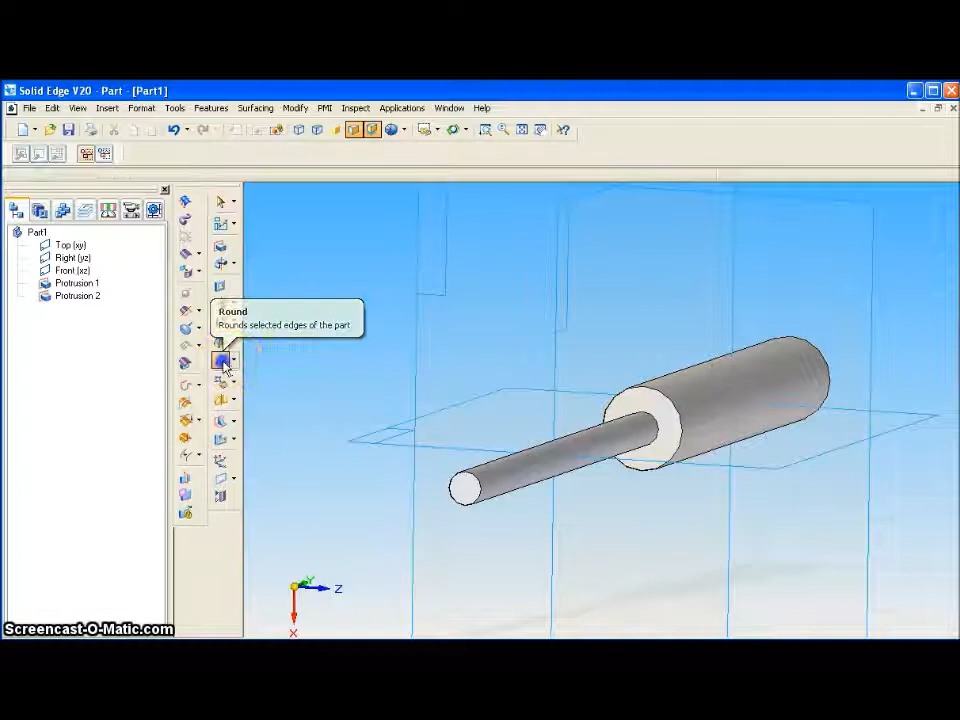 Solid Edge V20 - Part - [Part1]
File Edit View Insert Format Tools Features Surfacing Modify PMI Inspect Applications Window Help
Part1
Top (xy)
Right (yz)
Front (xz)
Protrusion 1
Protrusion 2
Round
Rounds selected edges of the part
Y
Z
X
Screencast-O-Matic.com